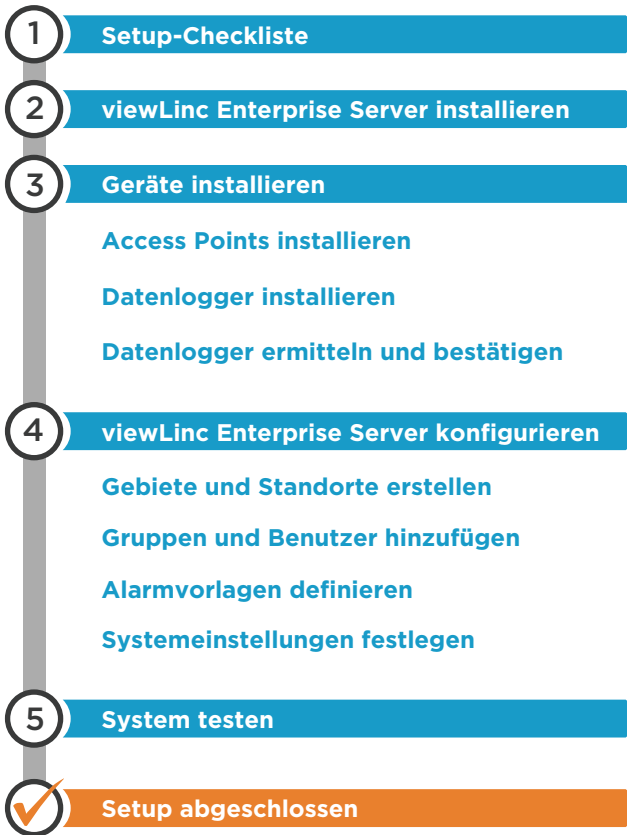 1 Setup-Checkliste
2 viewLinc Enterprise Server installieren
3 Geräte installieren
Access Points installieren
Datenlogger installieren
Datenlogger ermitteln und bestätigen
4 viewLinc Enterprise Server konfigurieren
Gebiete und Standorte erstellen
Gruppen und Benutzer hinzufügen
Alarmvorlagen definieren
Systemeinstellungen festlegen
5 System testen
Setup abgeschlossen